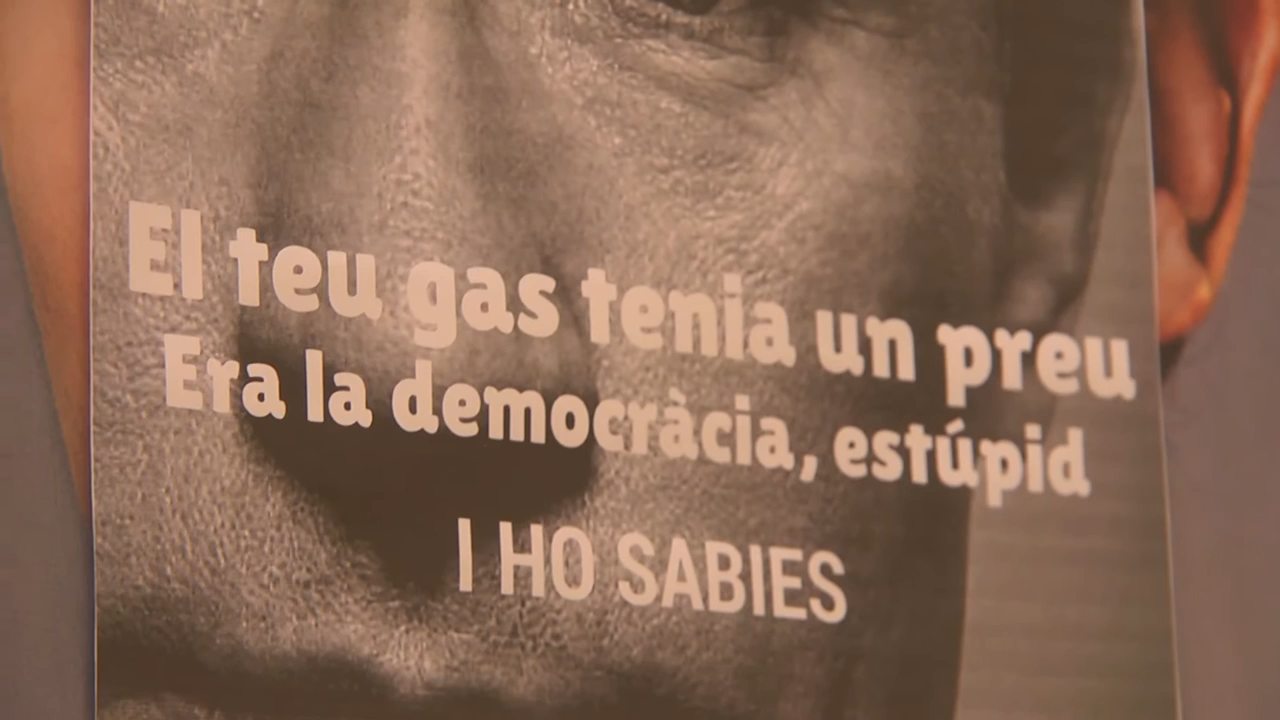 El teu gas tenia un preu
Era la democràcia, estúpid
I HO SABIES